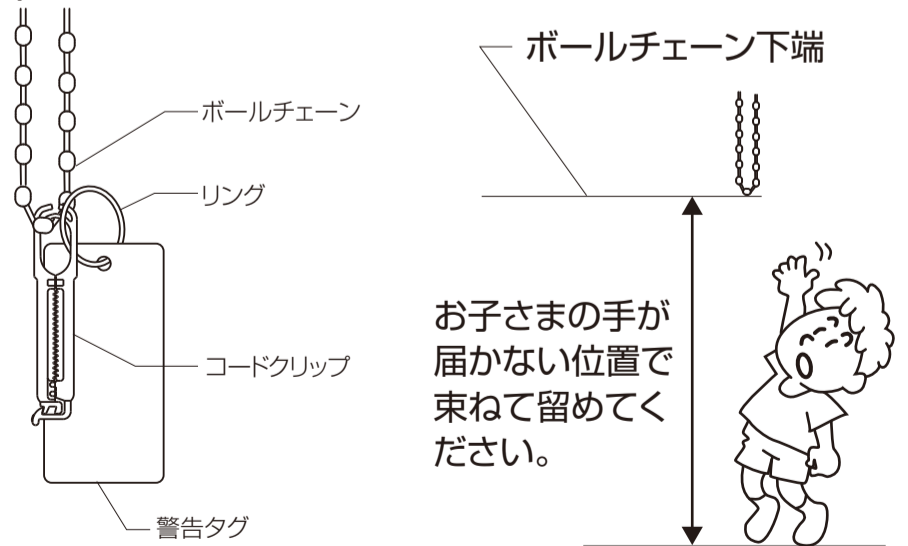 ボールチェーン
リング
コードクリップ
警告タグ
ボールチェーン下端
お子さまの手が
届かない位置で
束ねて留めてく
ださい。